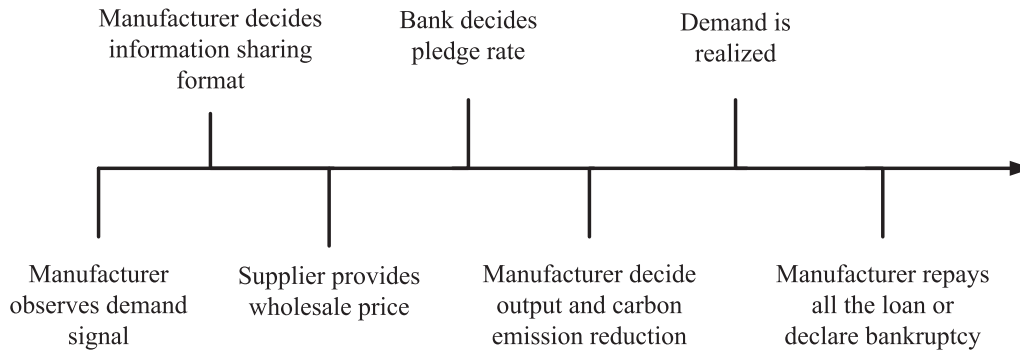 Manufacturer decides
information sharing
format
Bank decides
pledge rate
Demand is
realized
Manufacturer
observes demand
signal
Supplier provides
wholesale price
Manufacturer decide
output and carbon
emission reduction
Manufacturer repays
all the loan or
declare bankruptcy